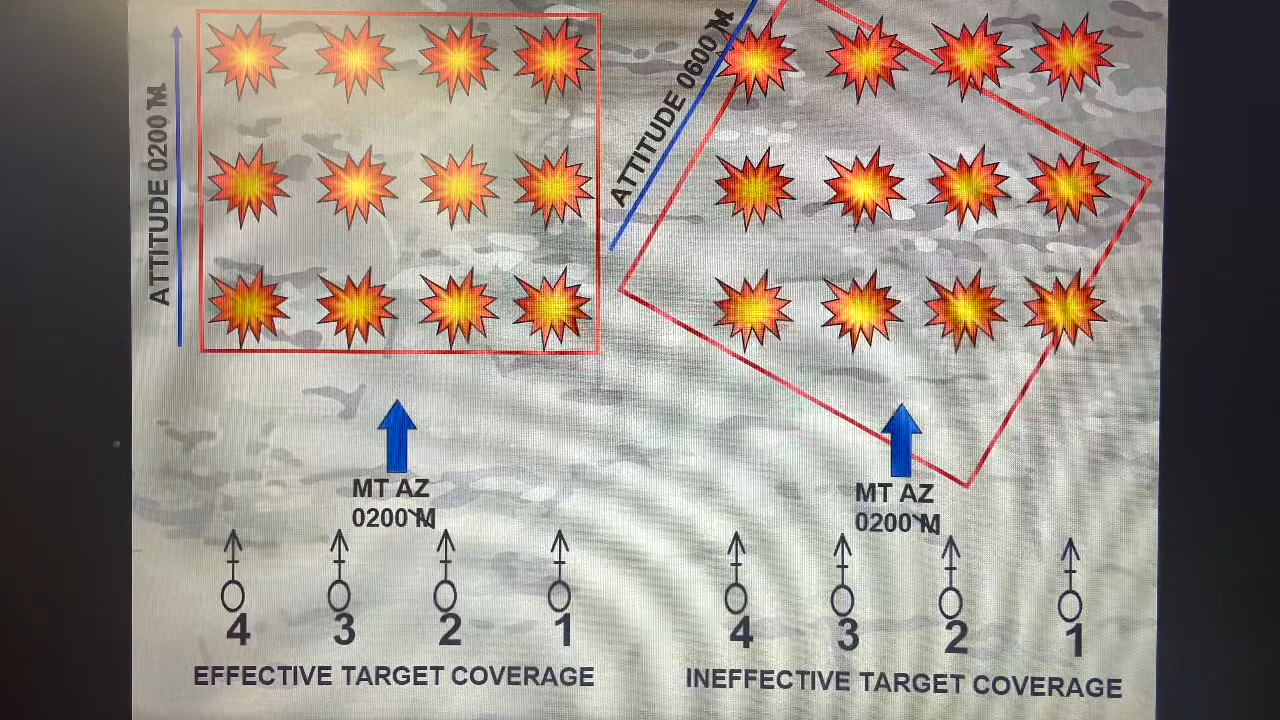 ATTITUDE 0200 M
ATTITUDE 0600 M
MT AZ
0200 M
MT AZ
0200 M
4 3 2 1
4 3 2 1
EFFECTIVE TARGET COVERAGE
INEFFECTIVE TARGET COVERAGE